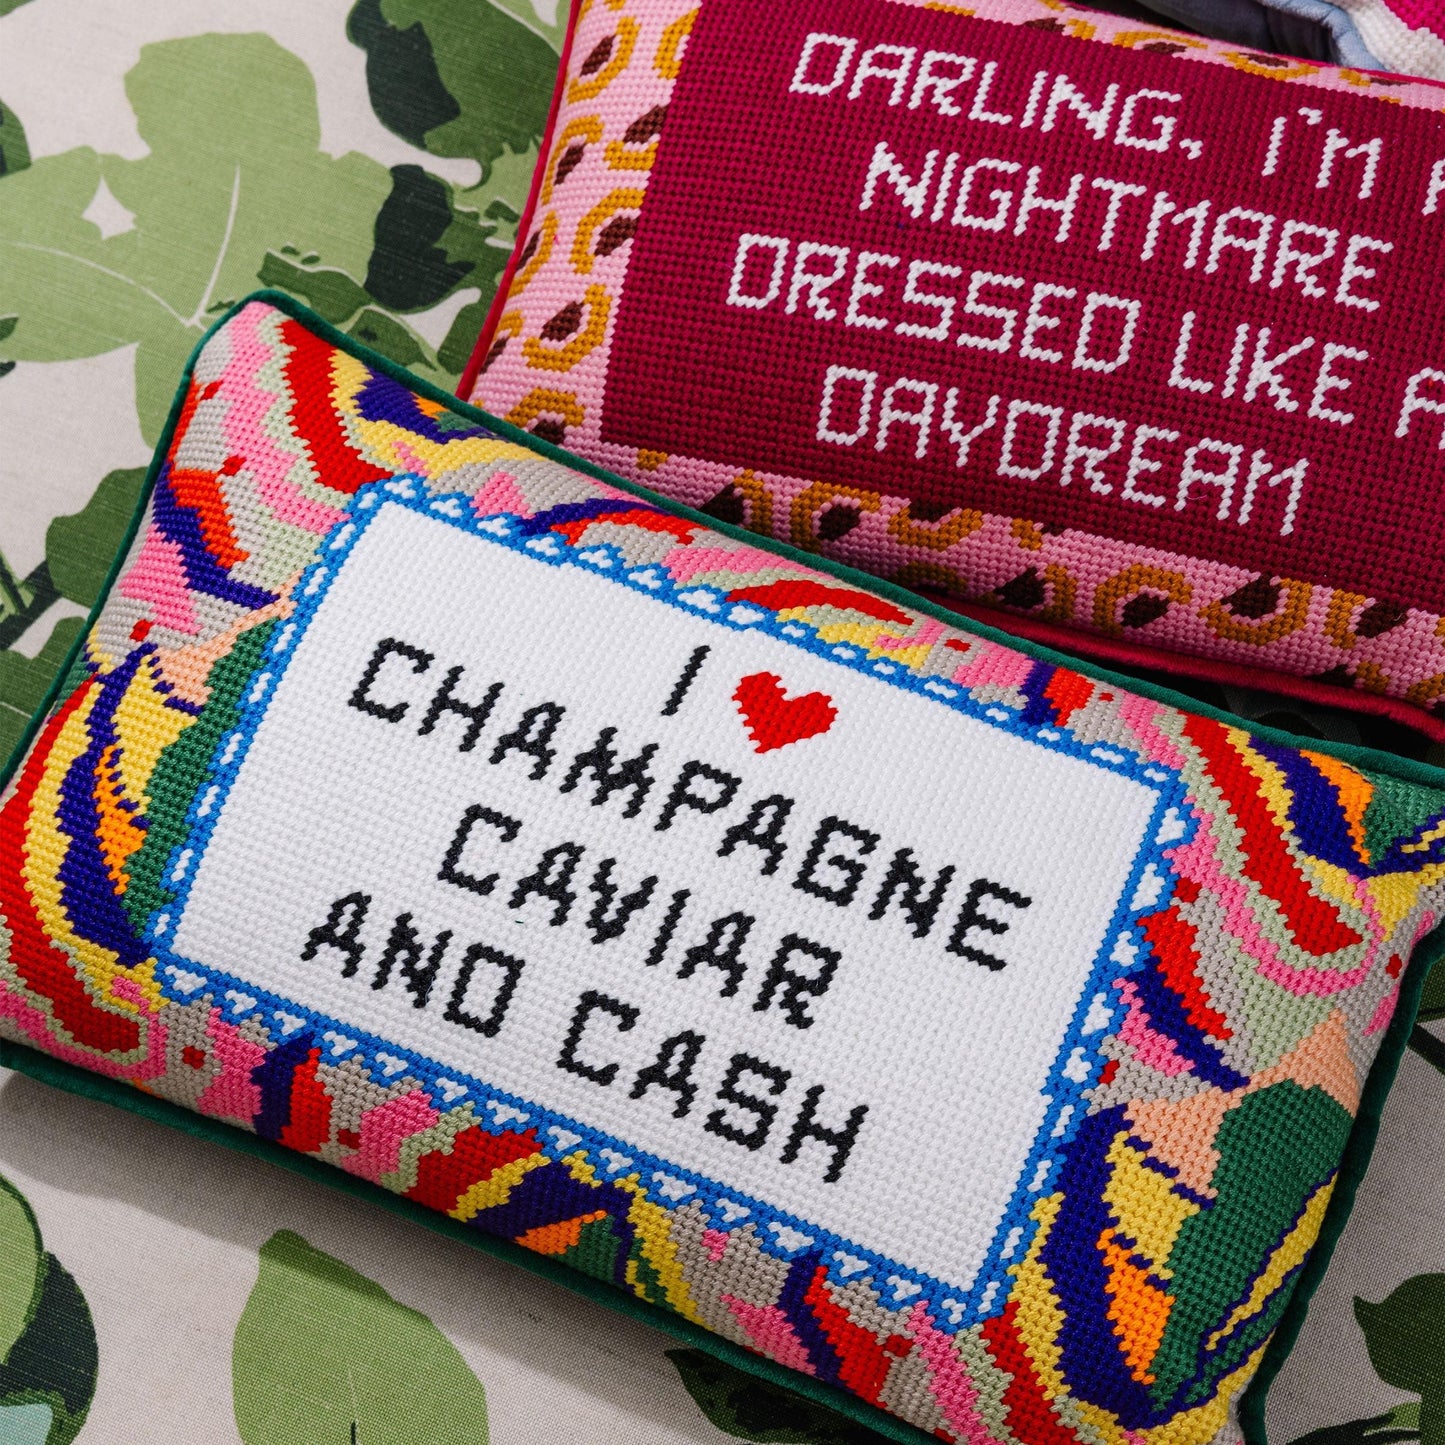 DARLING, I'M A
NIGHTMARE
DRESSED LIKE A
DAYDREAM
I ❤
CHAMPAGNE
CAVIAR
AND CASH